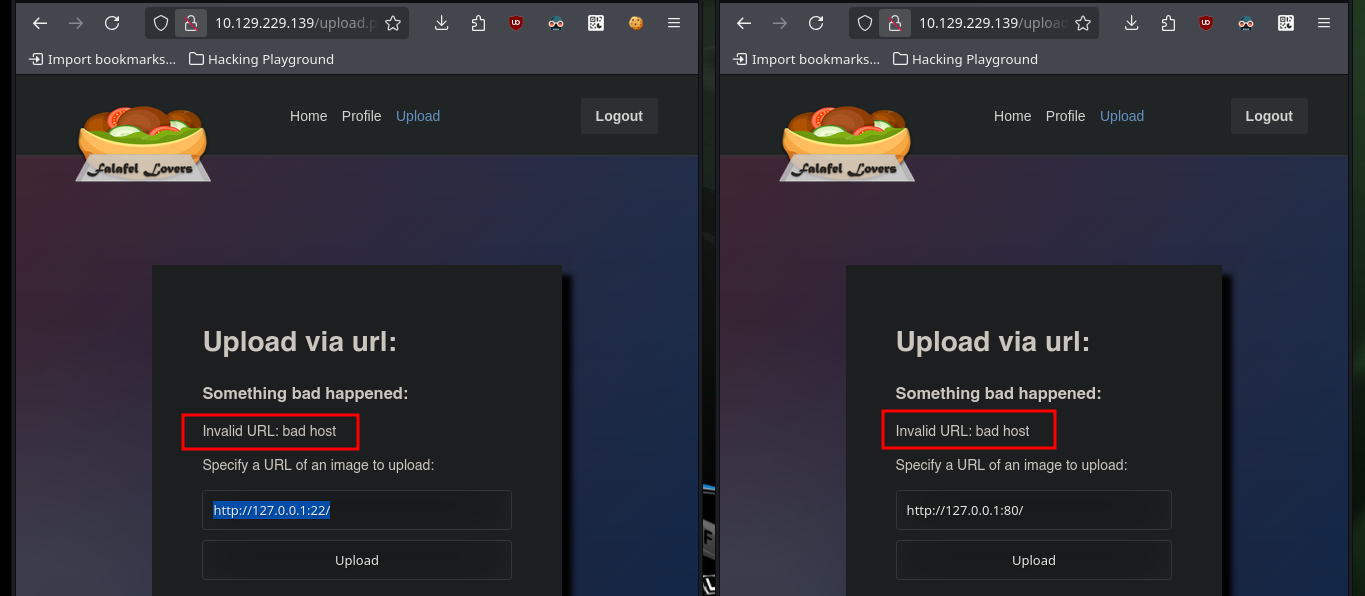 10.129.229.139/upload.p
Import bookmarks...
Hacking Playground
Home
Profile
Upload
Logout
Falafel Lovers
Upload via url:
Something bad happened:
Invalid URL: bad host
Specify a URL of an image to upload:
http://127.0.0.1:22/
Upload
10.129.229.139/upload
Import bookmarks...
Hacking Playground
Home
Profile
Upload
Logout
Falafel Lovers
Upload via url:
Something bad happened:
Invalid URL: bad host
Specify a URL of an image to upload:
http://127.0.0.1:80/
Upload